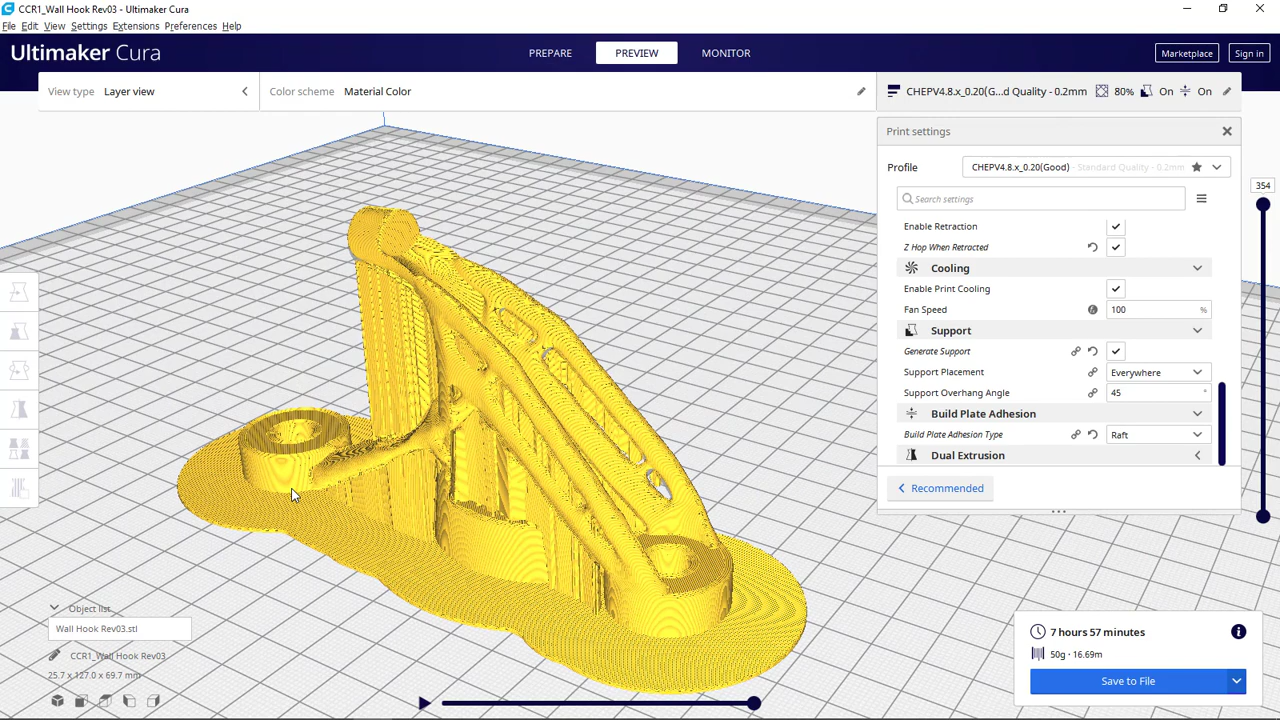 CCR1_Wall Hook Rev03 - Ultimaker Cura
File Edit View Settings Extensions Preferences Help
Ultimaker Cura
PREPARE
PREVIEW
MONITOR
Marketplace
Sign in
View type Layer view
Color scheme Material Color
CHEPV4.8.x_0.20(G...d Quality - 0.2mm 80% On On
Print settings
Profile CHEPV4.8.x_0.20(Good) - Standard Quality - 0.2mm
Search settings
354
Enable Retraction
Z Hop When Retracted
Cooling
Enable Print Cooling
Fan Speed 100 %
Support
Generate Support
Support Placement Everywhere
Support Overhang Angle 45 °
Build Plate Adhesion
Build Plate Adhesion Type Raft
Dual Extrusion
Recommended
Object list
Wall Hook Rev03.stl
CCR1_Wall Hook Rev03
25.7 x 127.0 x 69.7 mm
7 hours 57 minutes
50g · 16.69m
Save to File